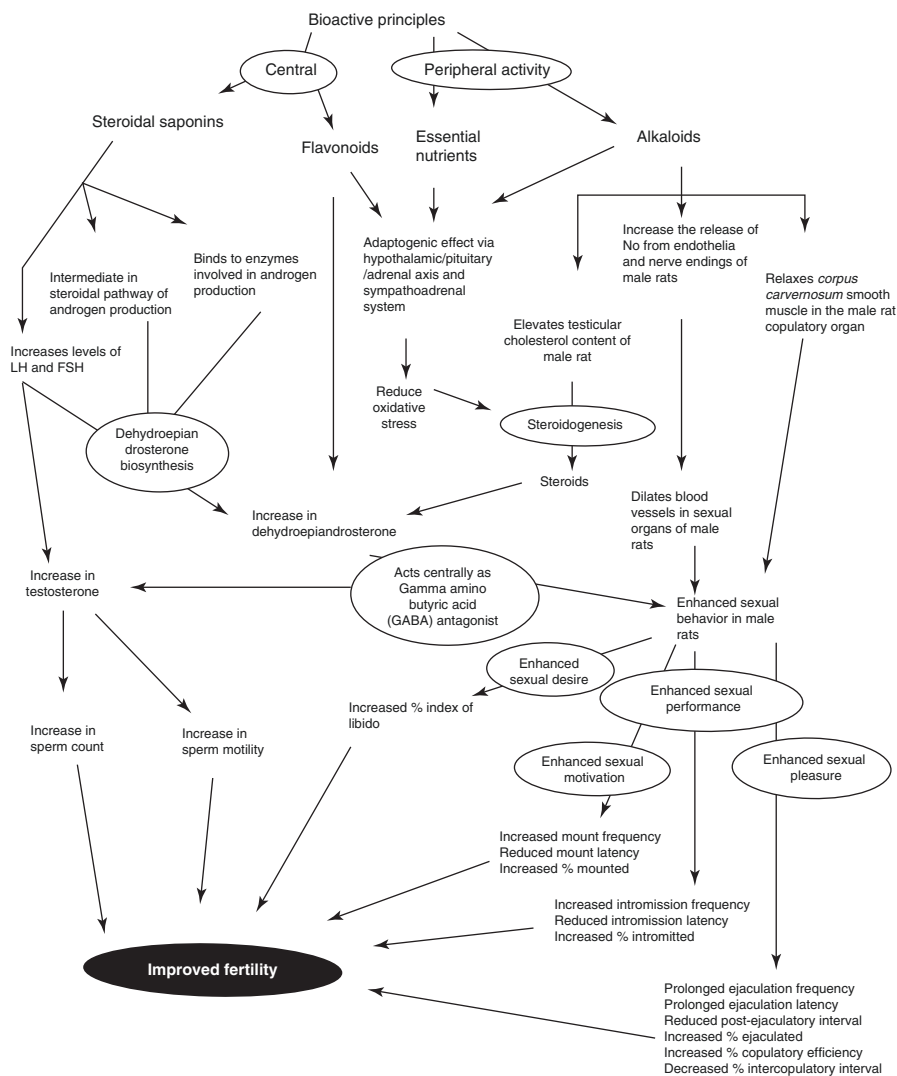 Bioactive principles
Central
Peripheral activity
Steroidal saponins
Flavonoids
Essential
nutrients
Alkaloids
Intermediate in
steroidal pathway of
androgen production
Binds to enzymes
involved in androgen
production
Adaptogenic effect via
hypothalamic/pituitary
/adrenal axis and
sympathoadrenal
system
Increase the release of
No from endothelia
and nerve endings of
male rats
Relaxes corpus
carvernosum smooth
muscle in the male rat
copulatory organ
Increases levels of
LH and FSH
Elevates testicular
cholesterol content of
male rat
Reduce
oxidative
stress
Steroidogenesis
Dehydroepian
drosterone
biosynthesis
Steroids
Increase in
dehydroepiandrosterone
Dilates blood
vessels in sexual
organs of male
rats
Increase in
testosterone
Acts centrally as
Gamma amino
butyric acid
(GABA) antagonist
Enhanced sexual
behavior in male
rats
Enhanced
sexual desire
Enhanced sexual
performance
Increased % index of
libido
Increase in
sperm count
Increase in
sperm motility
Enhanced sexual
motivation
Enhanced sexual
pleasure
Increased mount frequency
Reduced mount latency
Increased % mounted
Increased intromission frequency
Reduced intromission latency
Increased % intromitted
Improved fertility
Prolonged ejaculation frequency
Prolonged ejaculation latency
Reduced post-ejaculatory interval
Increased % ejaculated
Increased % copulatory efficiency
Decreased % intercopulatory interval